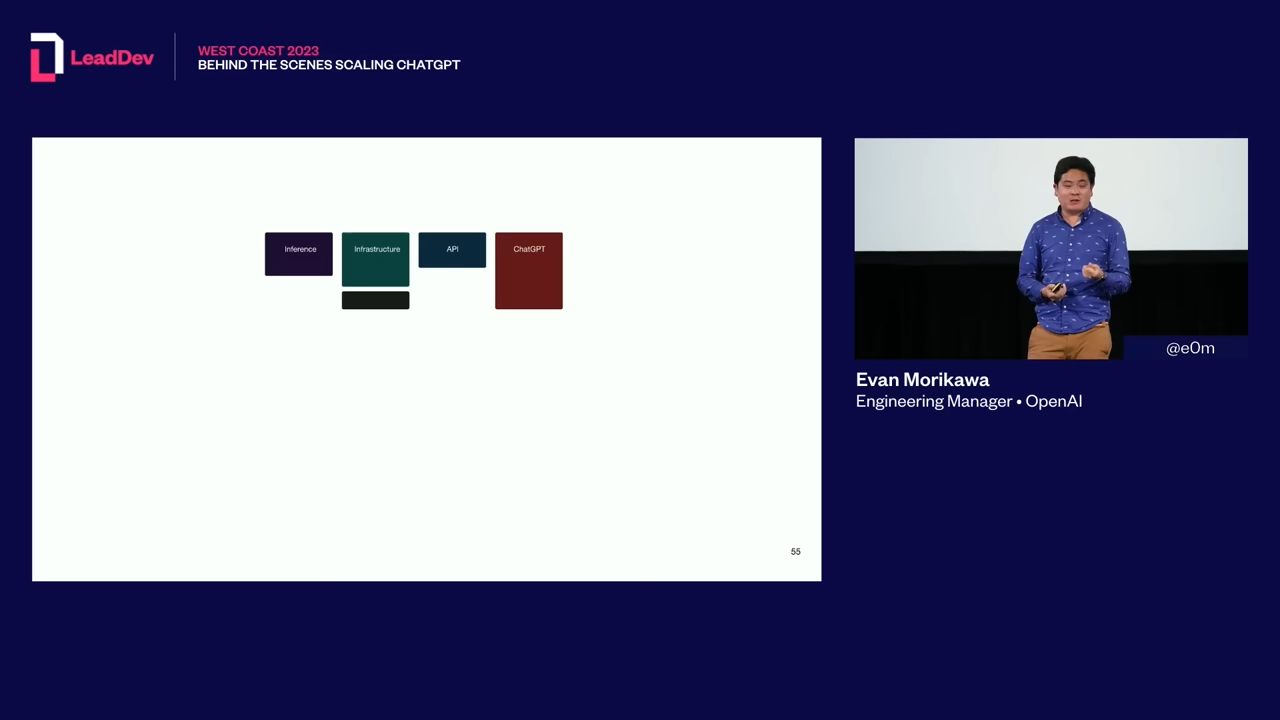 LeadDev
WEST COAST 2023
BEHIND THE SCENES SCALING CHATGPT
Inference
Infrastructure
API
ChatGPT
55
@e0m
Evan Morikawa
Engineering Manager • OpenAI